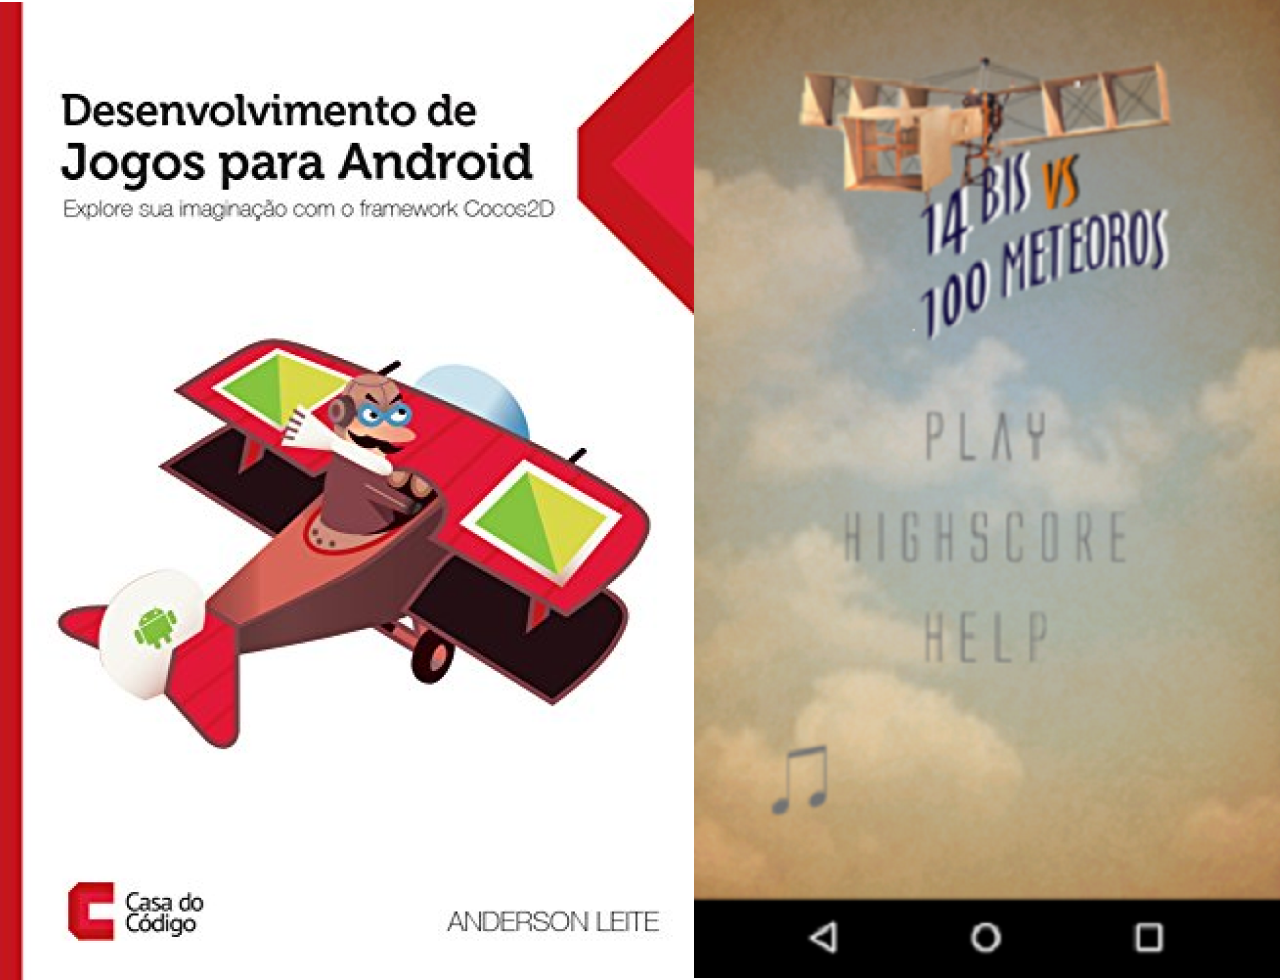 Desenvolvimento de
Jogos para Android
Explore sua imaginação com o framework Cocos2D
Casa do
Código
ANDERSON LEITE
14 BIS VS
100 METEOROS
PLAY
HIGHSCORE
HELP